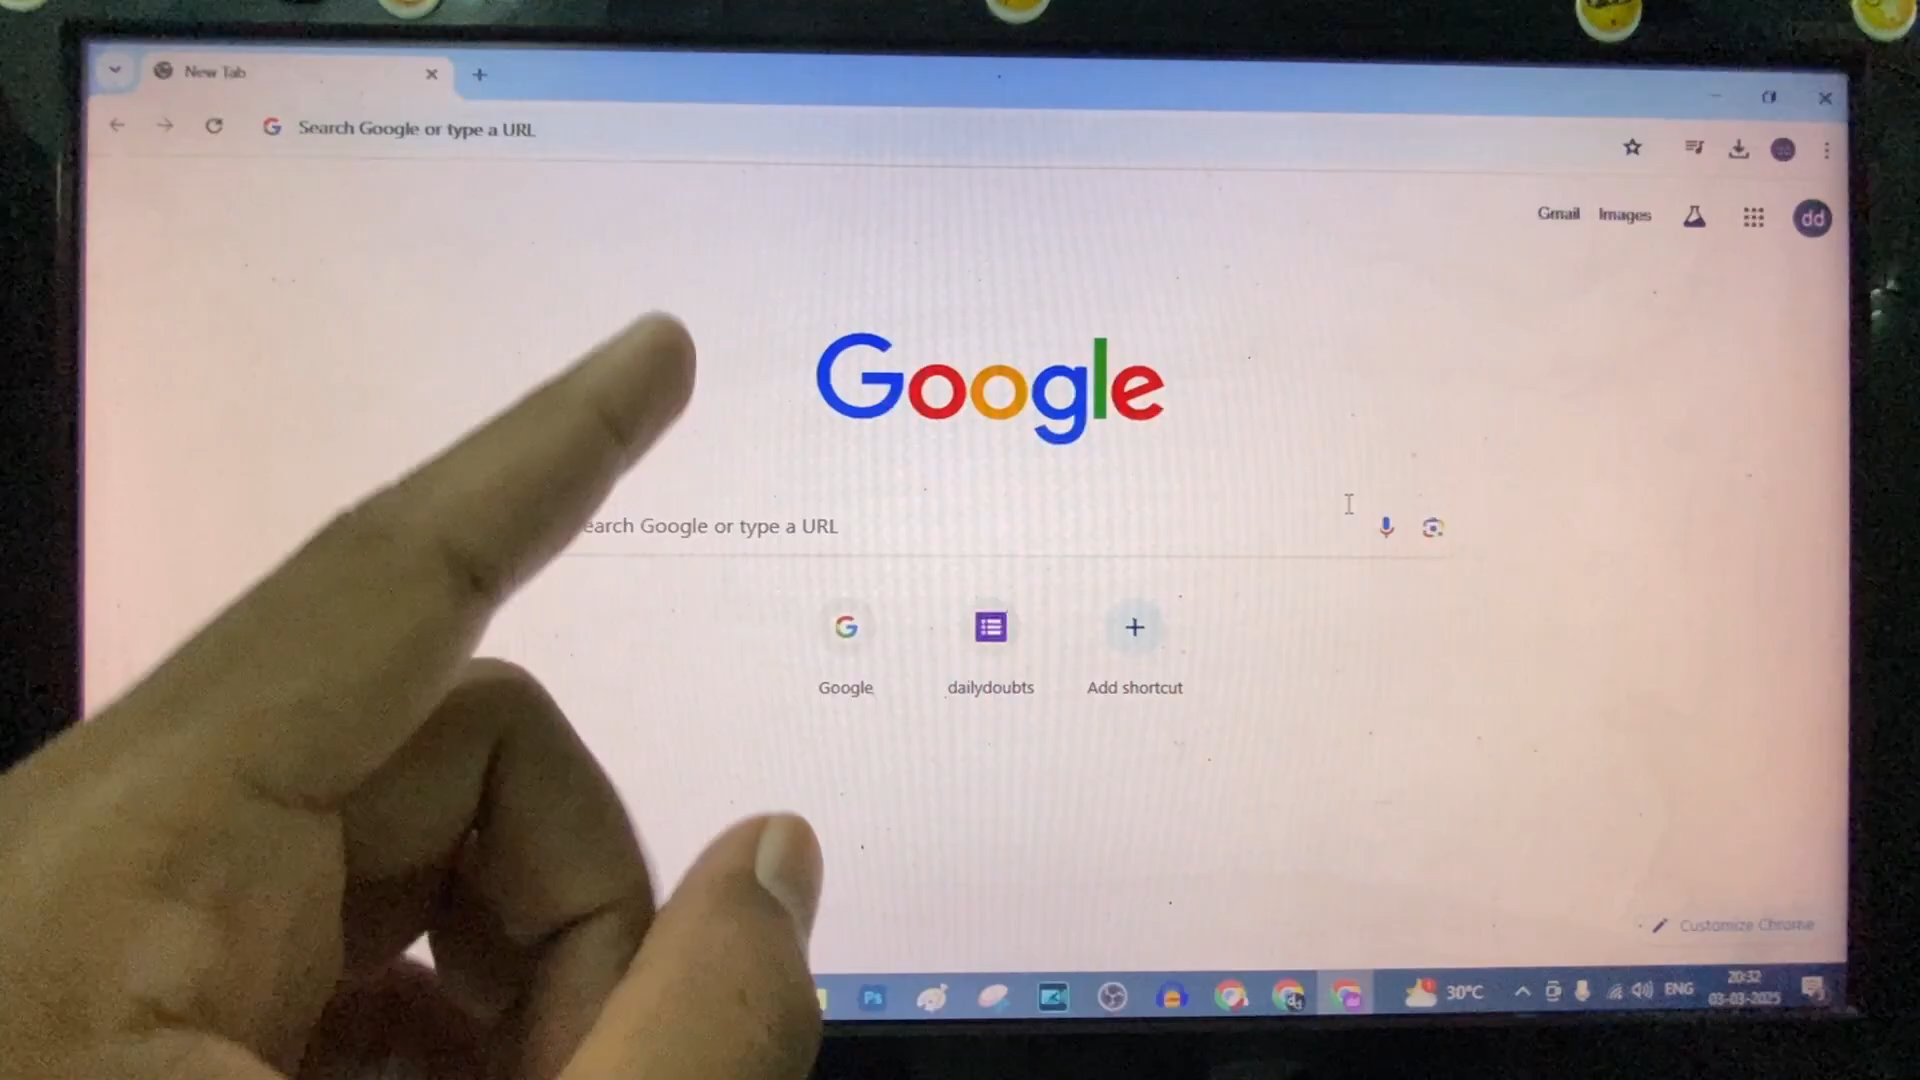 New Tab
Search Google or type a URL
Gmail Images
dd
Google
earch Google or type a URL
Google dailydoubts Add shortcut
Customize Chrome
Ps
30°C
ENG
20:32
03-03-2025